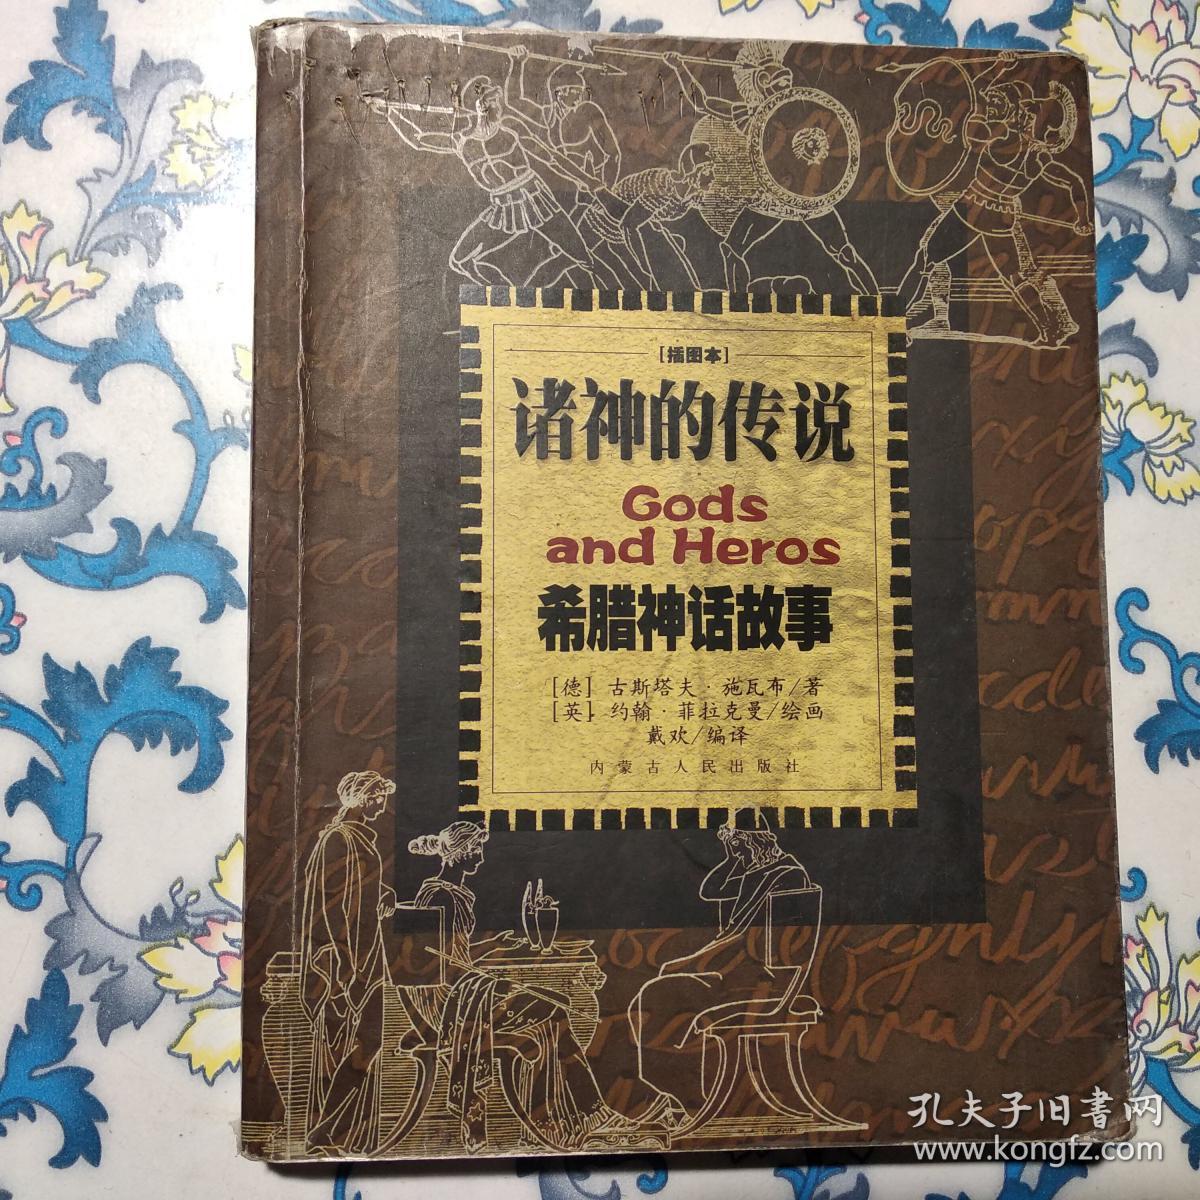 [插图本]
诸神的传说
Gods
and Heros
希腊神话故事
[德] 古斯塔夫·施瓦布/著
[英] 约翰·菲拉克曼/绘画
戴欢/编译
内蒙古人民出版社
孔夫子旧書网
www.kongfz.com